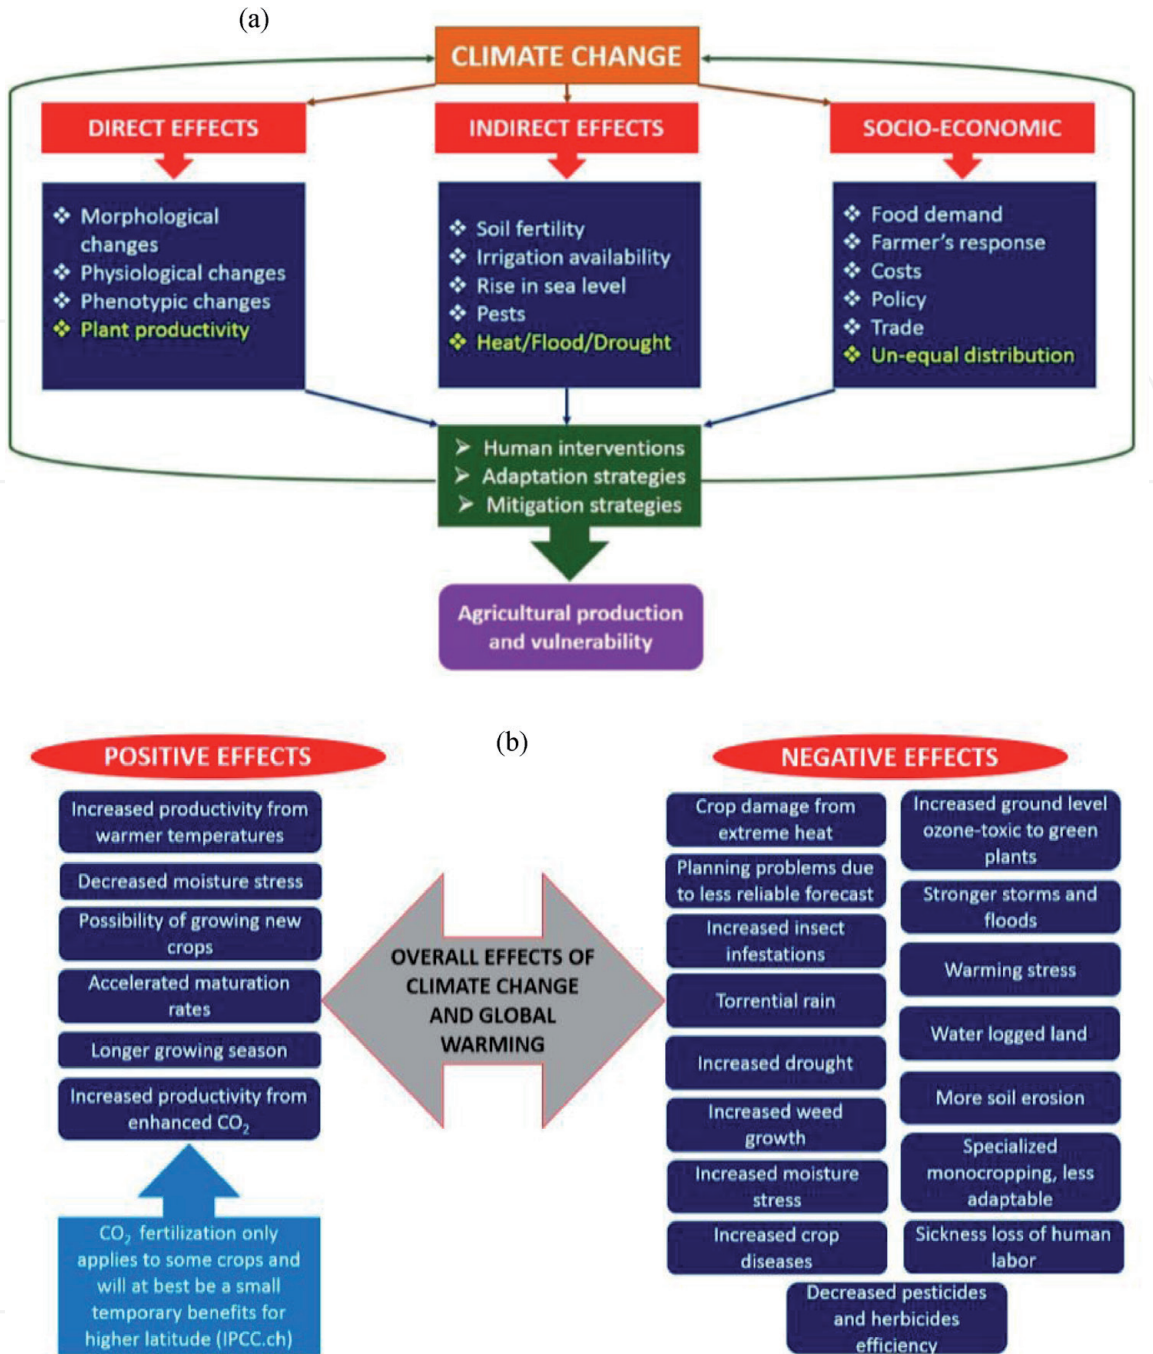 (a)
CLIMATE CHANGE
DIRECT EFFECTS
❖ Morphological
changes
❖ Physiological changes
❖ Phenotypic changes
❖ Plant productivity
INDIRECT EFFECTS
❖ Soil fertility
❖ Irrigation availability
❖ Rise in sea level
❖ Pests
❖ Heat/Flood/Drought
SOCIO-ECONOMIC
❖ Food demand
❖ Farmer's response
❖ Costs
❖ Policy
❖ Trade
❖ Un-equal distribution
➢ Human interventions
➢ Adaptation strategies
➢ Mitigation strategies
Agricultural production
and vulnerability
(b)
POSITIVE EFFECTS
Increased productivity from
warmer temperatures
Decreased moisture stress
Possibility of growing new
crops
Accelerated maturation
rates
Longer growing season
Increased productivity from
enhanced CO₂
CO₂ fertilization only
applies to some crops and
will at best be a small
temporary benefits for
higher latitude (IPCC.ch)
OVERALL EFFECTS OF
CLIMATE CHANGE
AND GLOBAL
WARMING
NEGATIVE EFFECTS
Crop damage from
extreme heat
Planning problems due
to less reliable forecast
Increased insect
infestations
Torrential rain
Increased drought
Increased weed
growth
Increased moisture
stress
Increased crop
diseases
Increased ground level
ozone-toxic to green
plants
Stronger storms and
floods
Warming stress
Water logged land
More soil erosion
Specialized
monocropping, less
adaptable
Sickness loss of human
labor
Decreased pesticides
and herbicides
efficiency